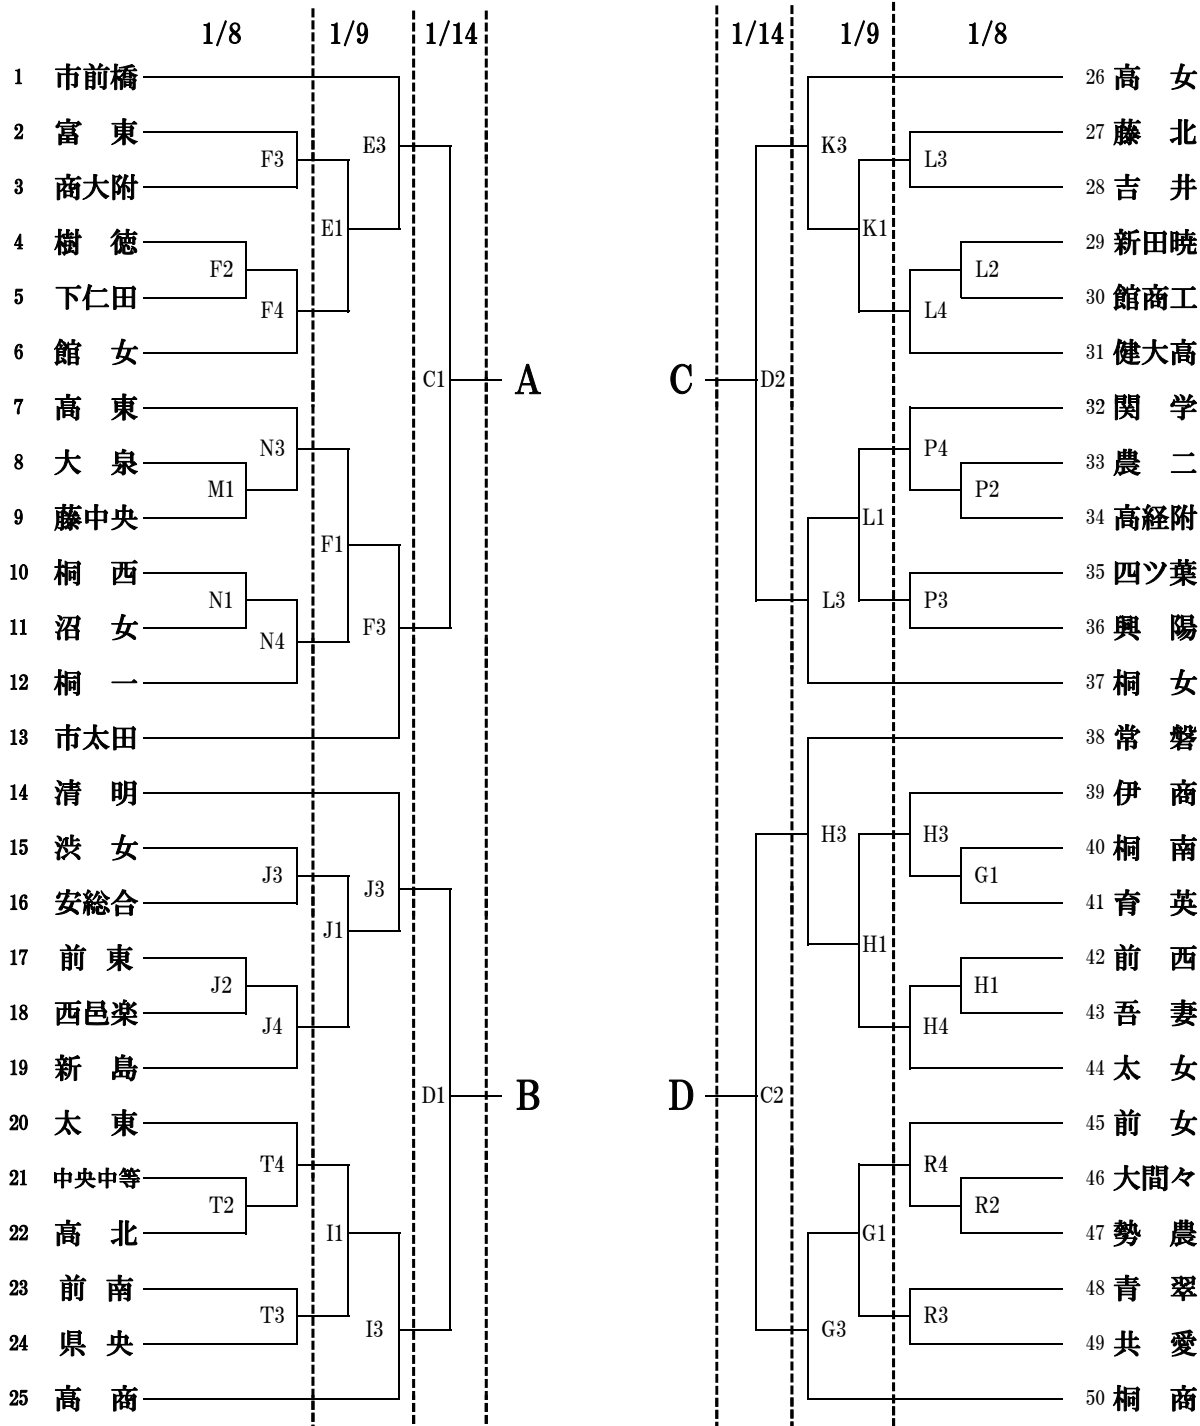 1/8 1/9 1/14 1/14 1/9 1/8
1 市前橋
2 富 東
3 商大附
4 樹 徳
5 下仁田
6 館 女
7 高 東
8 大 泉
9 藤中央
10 桐 西
11 沼 女
12 桐 一
13 市太田
14 清 明
15 渋 女
16 安総合
17 前 東
18 西邑楽
19 新 島
20 太 東
21 中央中等
22 高 北
23 前 南
24 県 央
25 高 商
F3
F2
F4
N3
M1
N1
N4
J3
J2
J4
T4
T2
T3
E1
F1
J1
I1
E3
F3
J3
I3
C1
D1
A
B
C
D
D2
C2
K3
L3
H3
G3
K1
L1
H1
G1
L3
L2
L4
P4
P2
P3
H3
G1
H1
H4
R4
R2
R3
26 高 女
27 藤 北
28 吉 井
29 新田暁
30 館商工
31 健大高
32 関 学
33 農 二
34 高経附
35 四ツ葉
36 興 陽
37 桐 女
38 常 磐
39 伊 商
40 桐 南
41 育 英
42 前 西
43 吾 妻
44 太 女
45 前 女
46 大間々
47 勢 農
48 青 翠
49 共 愛
50 桐 商